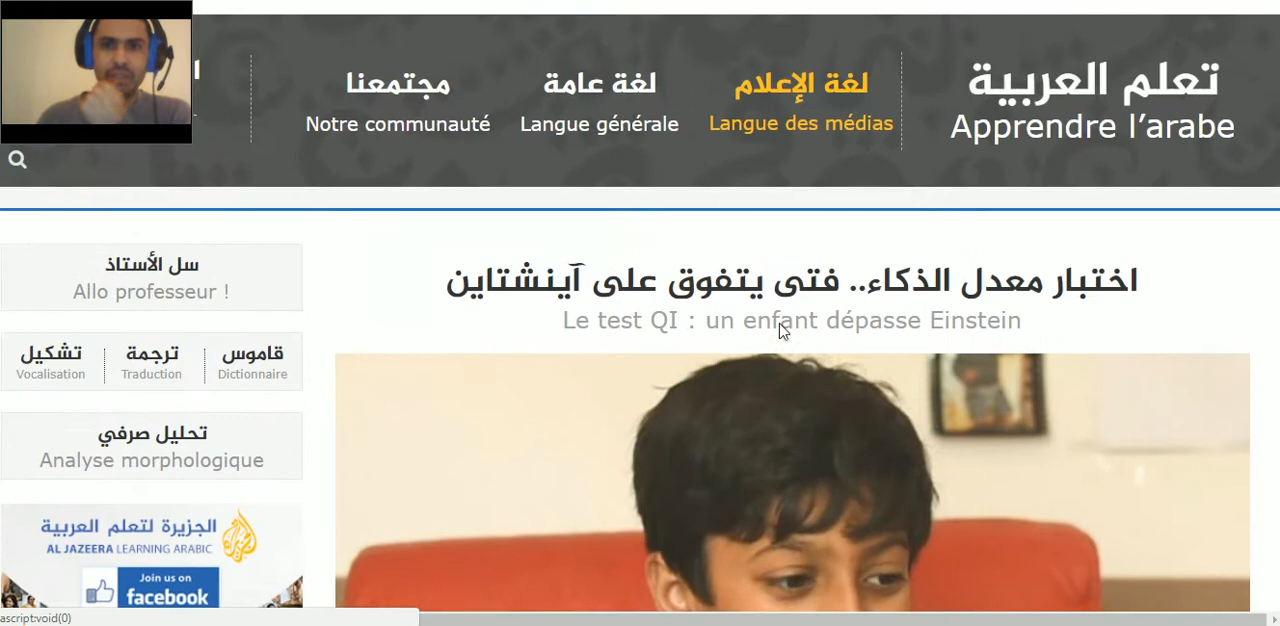 تعلم العربية
Apprendre l’arabe
لغة الإعلام
Langue des médias
لغة عامة
Langue générale
مجتمعنا
Notre communauté
اختبار معدل الذكاء.. فتى يتفوق على آينشتاين
Le test QI : un enfant dépasse Einstein
سل الأستاذ
Allo professeur !
قاموس
Dictionnaire
ترجمة
Traduction
تشكيل
Vocalisation
تحليل صرفي
Analyse morphologique
الجزيرة لتعلم العربية
AL JAZEERA LEARNING ARABIC
Join us on
facebook
ascript:void(0)